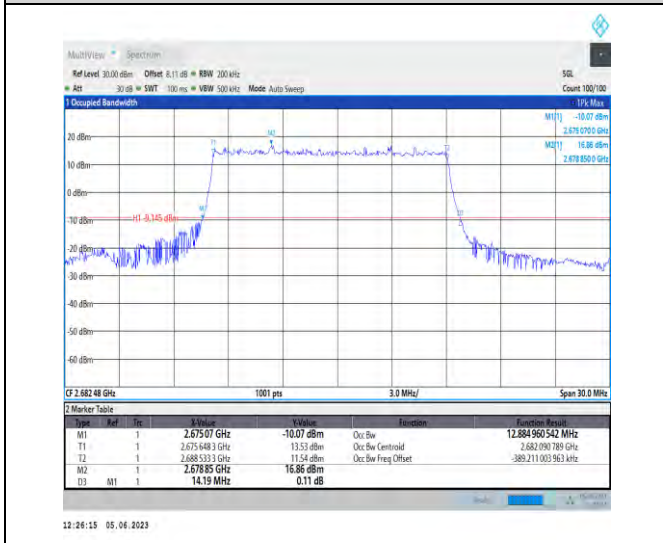 MultiView Spectrum
Ref Level 30.00 dBm Offset 8.11 dB RBW 200 kHz SGL
Att 30 dB SWT 100 ms VBW 500 kHz Mode Auto Sweep Count 100/100
1 Occupied Bandwidth 1Pk Max
M1[1] -10.07 dBm
2.675 070 0 GHz
M2[1] 16.86 dBm
2.678 850 0 GHz
20 dBm
M2
T1
T2
10 dBm
0 dBm
M1
D3
-10 dBm
H1 -9.145 dBm
-20 dBm
-30 dBm
-40 dBm
-50 dBm
-60 dBm
CF 2.682 48 GHz 1001 pts 3.0 MHz/ Span 30.0 MHz
2 Marker Table
Type Ref Trc X-Value Y-Value Function Function Result
M1 1 2.675 07 GHz -10.07 dBm Occ Bw 12.884 960 542 MHz
T1 1 2.675 648 3 GHz 13.53 dBm Occ Bw Centroid 2.682 090 789 GHz
T2 1 2.688 533 3 GHz 11.54 dBm Occ Bw Freq Offset -389.211 003 963 kHz
M2 1 2.678 85 GHz 16.86 dBm
D3 M1 1 14.19 MHz 0.11 dB
12:26:15 05.06.2023